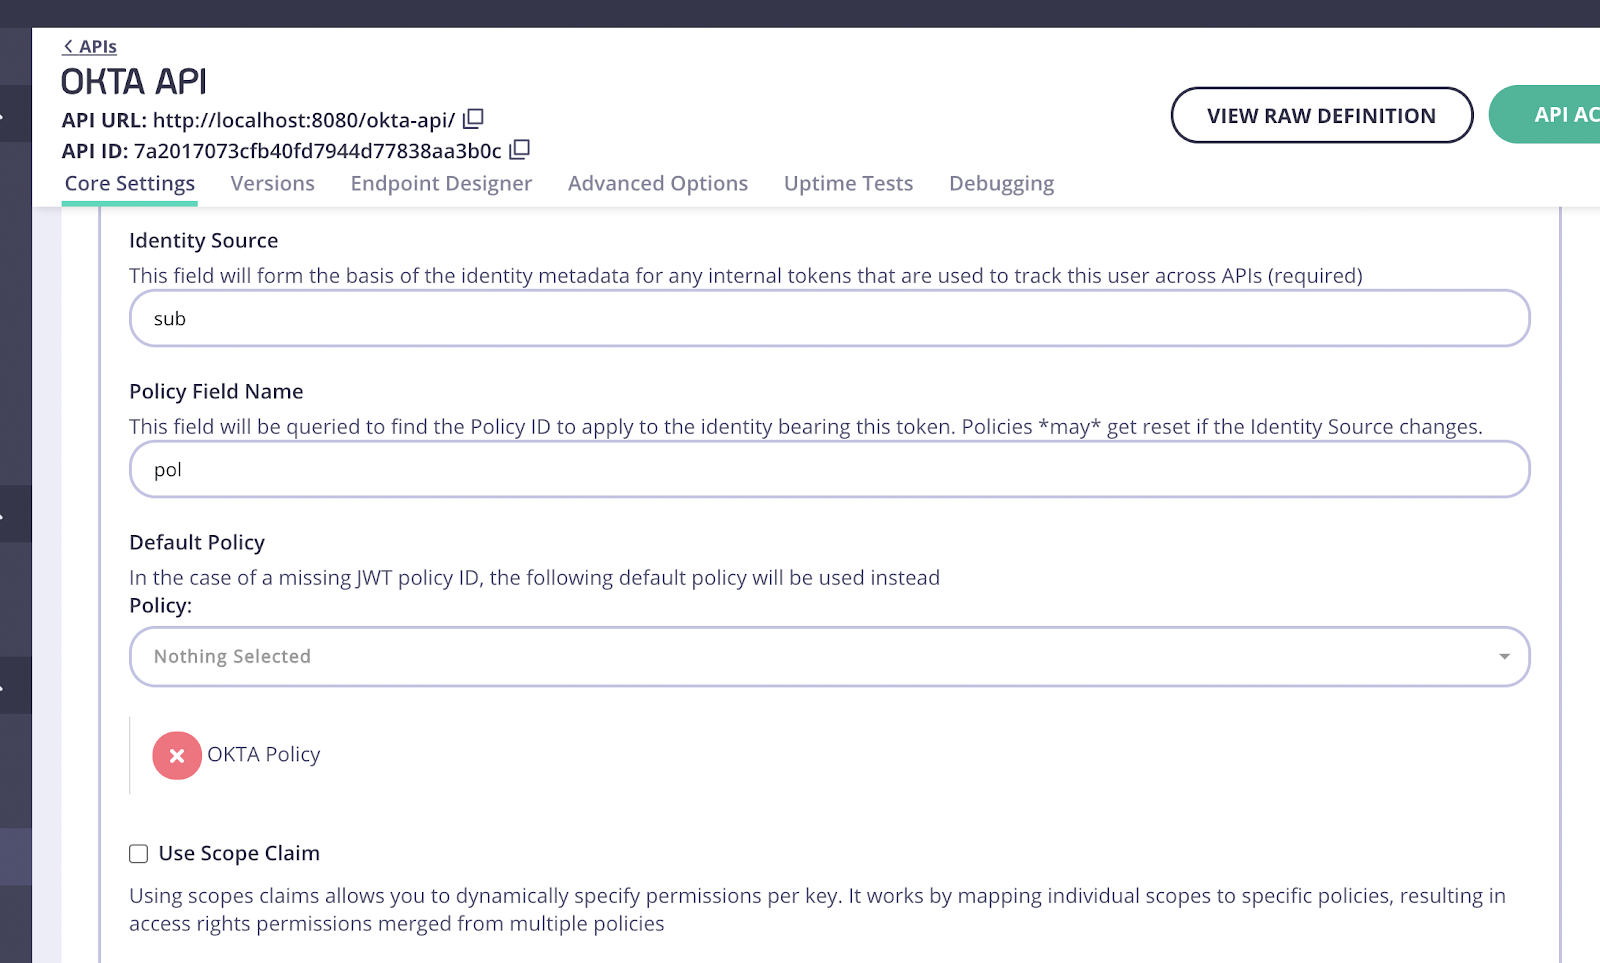 < APIs
OKTA API
API URL: http://localhost:8080/okta-api/
API ID: 7a2017073cfb40fd7944d77838aa3b0c
VIEW RAW DEFINITION
API AC
Core Settings Versions Endpoint Designer Advanced Options Uptime Tests Debugging
Identity Source
This field will form the basis of the identity metadata for any internal tokens that are used to track this user across APIs (required)
sub
Policy Field Name
This field will be queried to find the Policy ID to apply to the identity bearing this token. Policies *may* get reset if the Identity Source changes.
pol
Default Policy
In the case of a missing JWT policy ID, the following default policy will be used instead
Policy:
Nothing Selected
OKTA Policy
Use Scope Claim
Using scopes claims allows you to dynamically specify permissions per key. It works by mapping individual scopes to specific policies, resulting in
access rights permissions merged from multiple policies